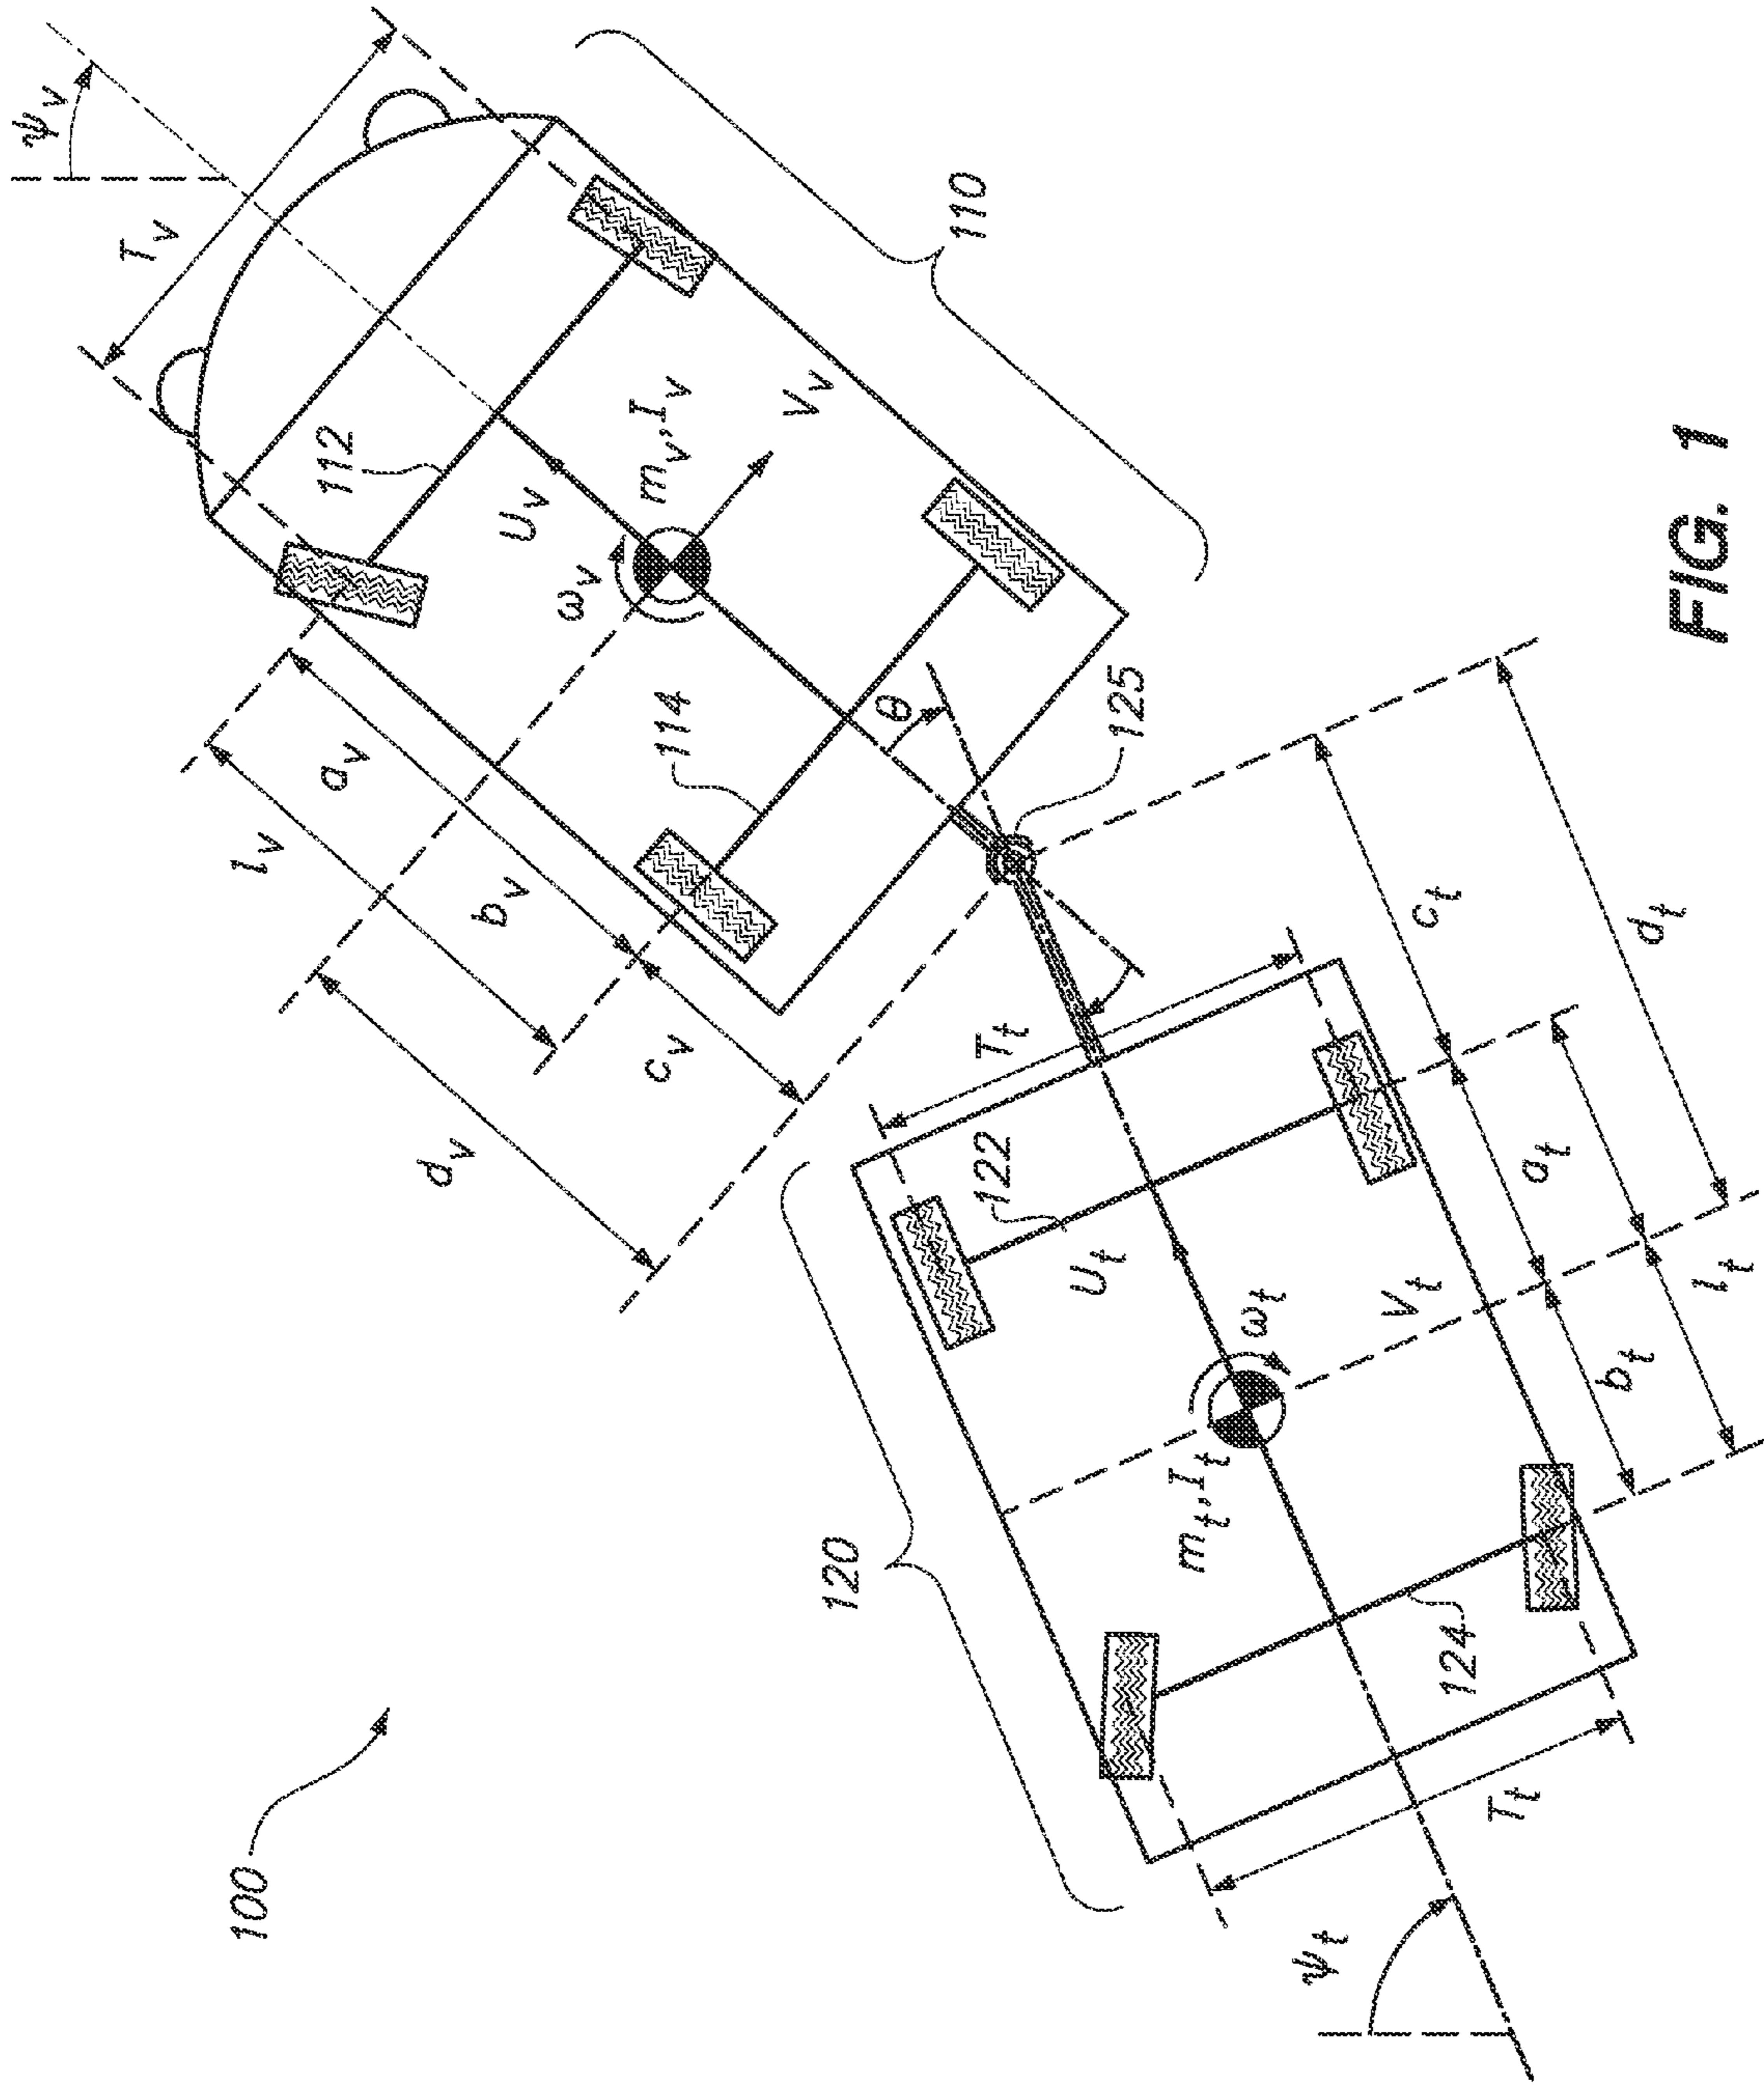 ψv
Tv
112
Uv
mv,Iv
ωv
Vv
110
av
lv
bv
114
θ
125
cv
dv
ct
dt
Tt
122
Ut
ωt
Vt
at
lt
bt
mt,It
120
124
Tt
ψt
100
FIG. 1